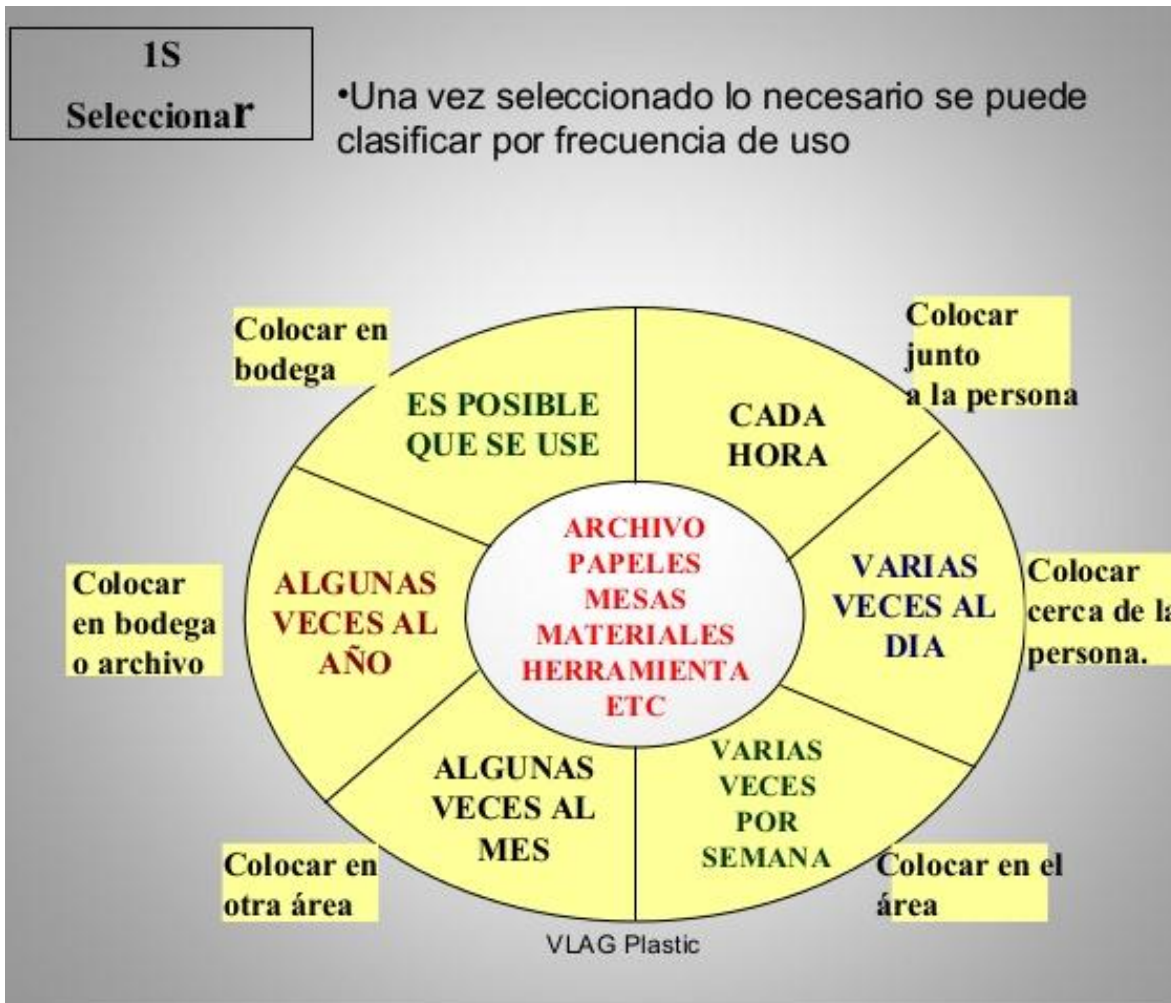 1S
Seleccionar
•Una vez seleccionado lo necesario se puede
clasificar por frecuencia de uso
Colocar en
bodega
ES POSIBLE
QUE SE USE
CADA
HORA
Colocar
junto
a la persona
ARCHIVO
PAPELES
MESAS
MATERIALES
HERRAMIENTA
ETC
Colocar
en bodega
o archivo
ALGUNAS
VECES AL
AÑO
VARIAS
VECES AL
DIA
Colocar
cerca de la
persona.
ALGUNAS
VECES AL
MES
VARIAS
VECES
POR
SEMANA
Colocar en
otra área
Colocar en el
área
VLAG Plastic